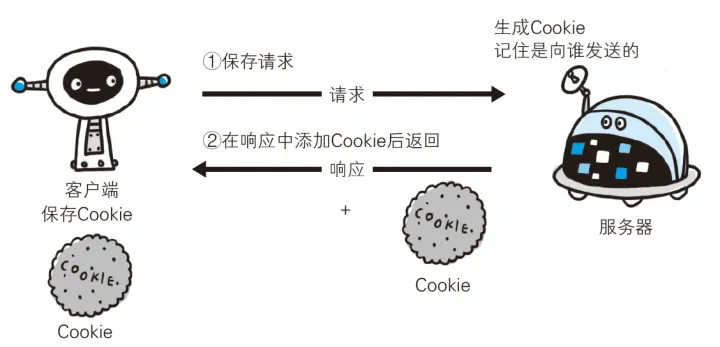 生成Cookie
记住是向谁发送的
①保存请求
请求
②在响应中添加Cookie后返回
响应
客户端
保存Cookie
+
COOKIE.
服务器
Cookie
COOKIE.
Cookie